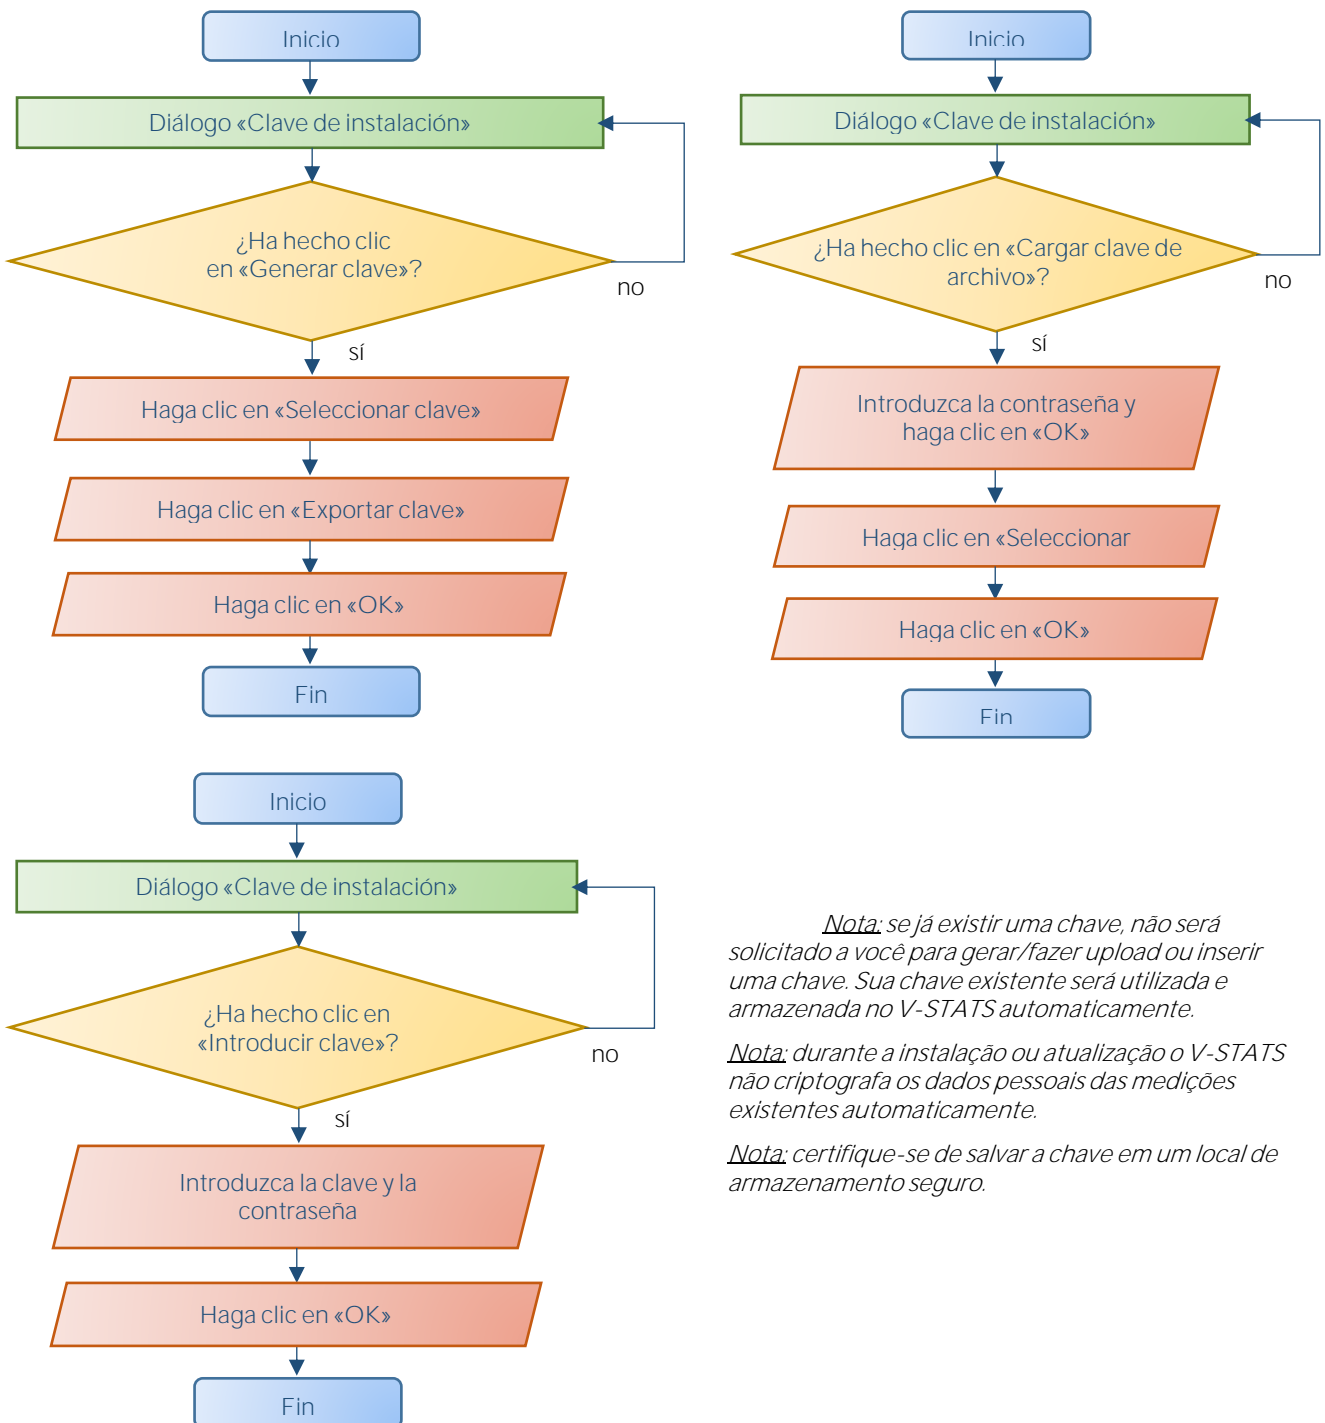 Inicio
Diálogo «Clave de instalación»
¿Ha hecho clic
en «Generar clave»?
no
sí
Haga clic en «Seleccionar clave»
Haga clic en «Exportar clave»
Haga clic en «OK»
Fin
Inicio
Diálogo «Clave de instalación»
¿Ha hecho clic en «Cargar clave de
archivo»?
no
sí
Introduzca la contraseña y
haga clic en «OK»
Haga clic en «Seleccionar
Haga clic en «OK»
Fin
Inicio
Diálogo «Clave de instalación»
¿Ha hecho clic en
«Introducir clave»?
no
sí
Introduzca la clave y la
contraseña
Haga clic en «OK»
Fin
Nota: se já existir uma chave, não será
solicitado a você para gerar/fazer upload ou inserir
uma chave. Sua chave existente será utilizada e
armazenada no V-STATS automaticamente.
Nota: durante a instalação ou atualização o V-STATS
não criptografa os dados pessoais das medições
existentes automaticamente.
Nota: certifique-se de salvar a chave em um local de
armazenamento seguro.